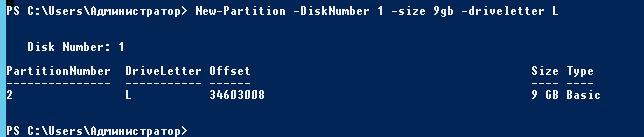 PS C:\Users\Администратор> New-Partition -DiskNumber 1 -size 9gb -driveletter L
Disk Number: 1
PartitionNumber DriveLetter Offset Size Type
--------------- ----------- ------ ---- ----
2 L 34603008 9 GB Basic
PS C:\Users\Администратор>